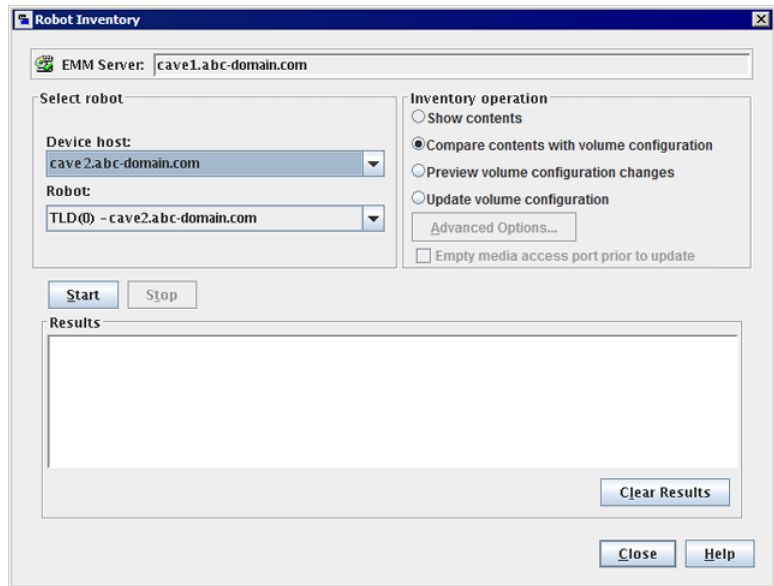 Robot Inventory
EMM Server: cave1.abc-domain.com
Select robot
Device host:
cave2.abc-domain.com
Robot:
TLD(0) - cave2.abc-domain.com
Inventory operation
Show contents
Compare contents with volume configuration
Preview volume configuration changes
Update volume configuration
Advanced Options...
Empty media access port prior to update
Start Stop
Results
Clear Results
Close Help